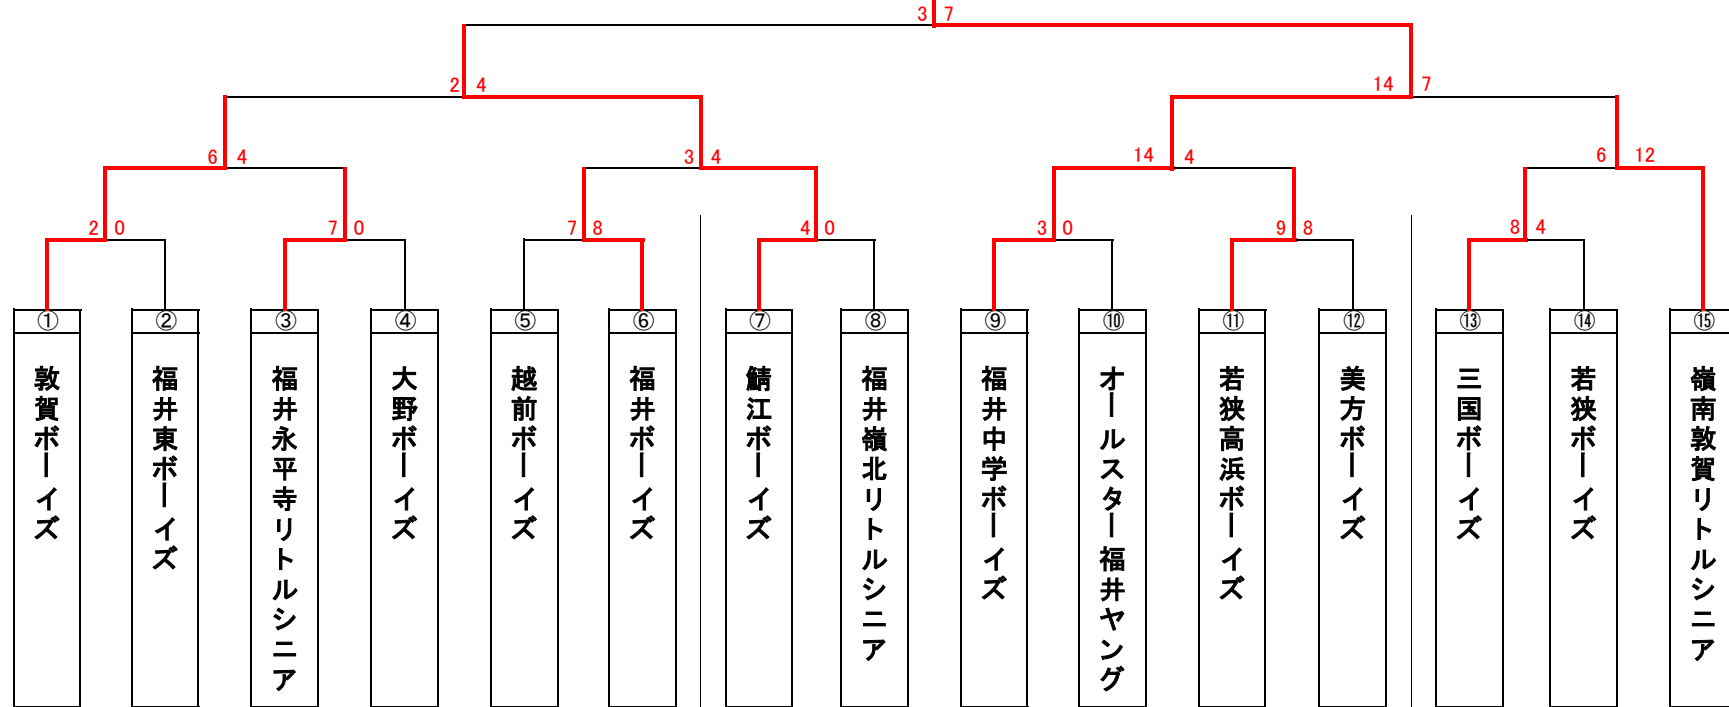 3 7
2 4
14 7
6 4
3 4
14 4
6 12
2 0
7 0
7 8
4 0
3 0
9 8
8 4
①
②
③
④
⑤
⑥
⑦
⑧
⑨
⑩
⑪
⑫
⑬
⑭
⑮
敦賀ボーイズ
福井東ボーイズ
福井永平寺リトルシニア
大野ボーイズ
越前ボーイズ
福井ボーイズ
鯖江ボーイズ
福井嶺北リトルシニア
福井中学ボーイズ
オールスター福井ヤング
若狭高浜ボーイズ
美方ボーイズ
三国ボーイズ
若狭ボーイズ
嶺南敦賀リトルシニア